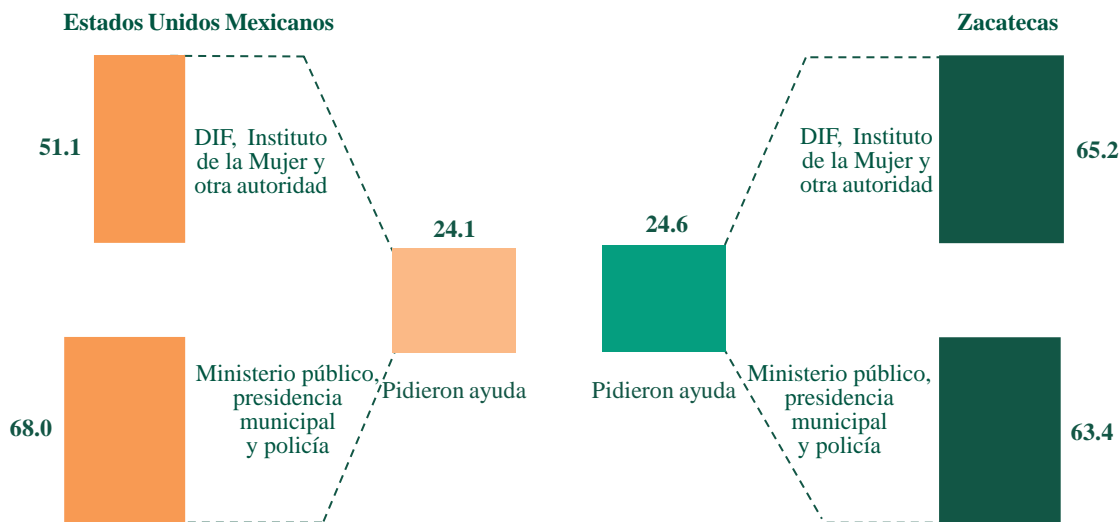 Estados Unidos Mexicanos
51.1
DIF, Instituto
de la Mujer y
otra autoridad
24.1
Pidieron ayuda
68.0
Ministerio público,
presidencia
municipal
y policía
Zacatecas
24.6
Pidieron ayuda
DIF, Instituto
de la Mujer y
otra autoridad
65.2
Ministerio público,
presidencia
municipal
y policía
63.4